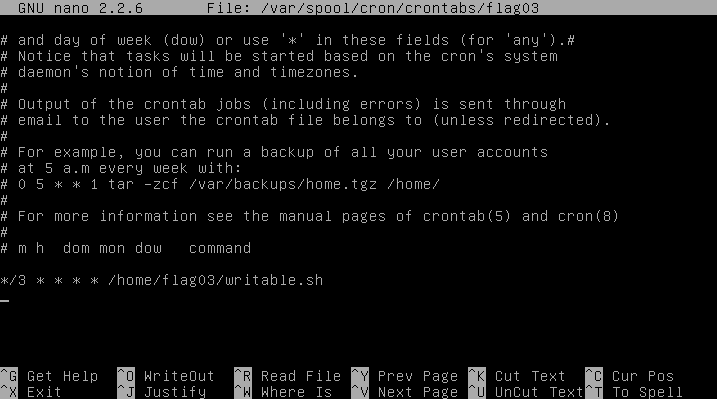 GNU nano 2.2.6 File: /var/spool/cron/crontabs/flag03
# and day of week (dow) or use '*' in these fields (for 'any').#
# Notice that tasks will be started based on the cron's system
# daemon's notion of time and timezones.
#
# Output of the crontab jobs (including errors) is sent through
# email to the user the crontab file belongs to (unless redirected).
#
# For example, you can run a backup of all your user accounts
# at 5 a.m every week with:
# 0 5 * * 1 tar -zcf /var/backups/home.tgz /home/
#
# For more information see the manual pages of crontab(5) and cron(8)
#
# m h  dom mon dow   command
*/3 * * * * /home/flag03/writable.sh
^G Get Help ^O WriteOut ^R Read File ^Y Prev Page ^K Cut Text ^C Cur Pos
^X Exit ^J Justify ^W Where Is ^V Next Page ^U UnCut Text ^T To Spell